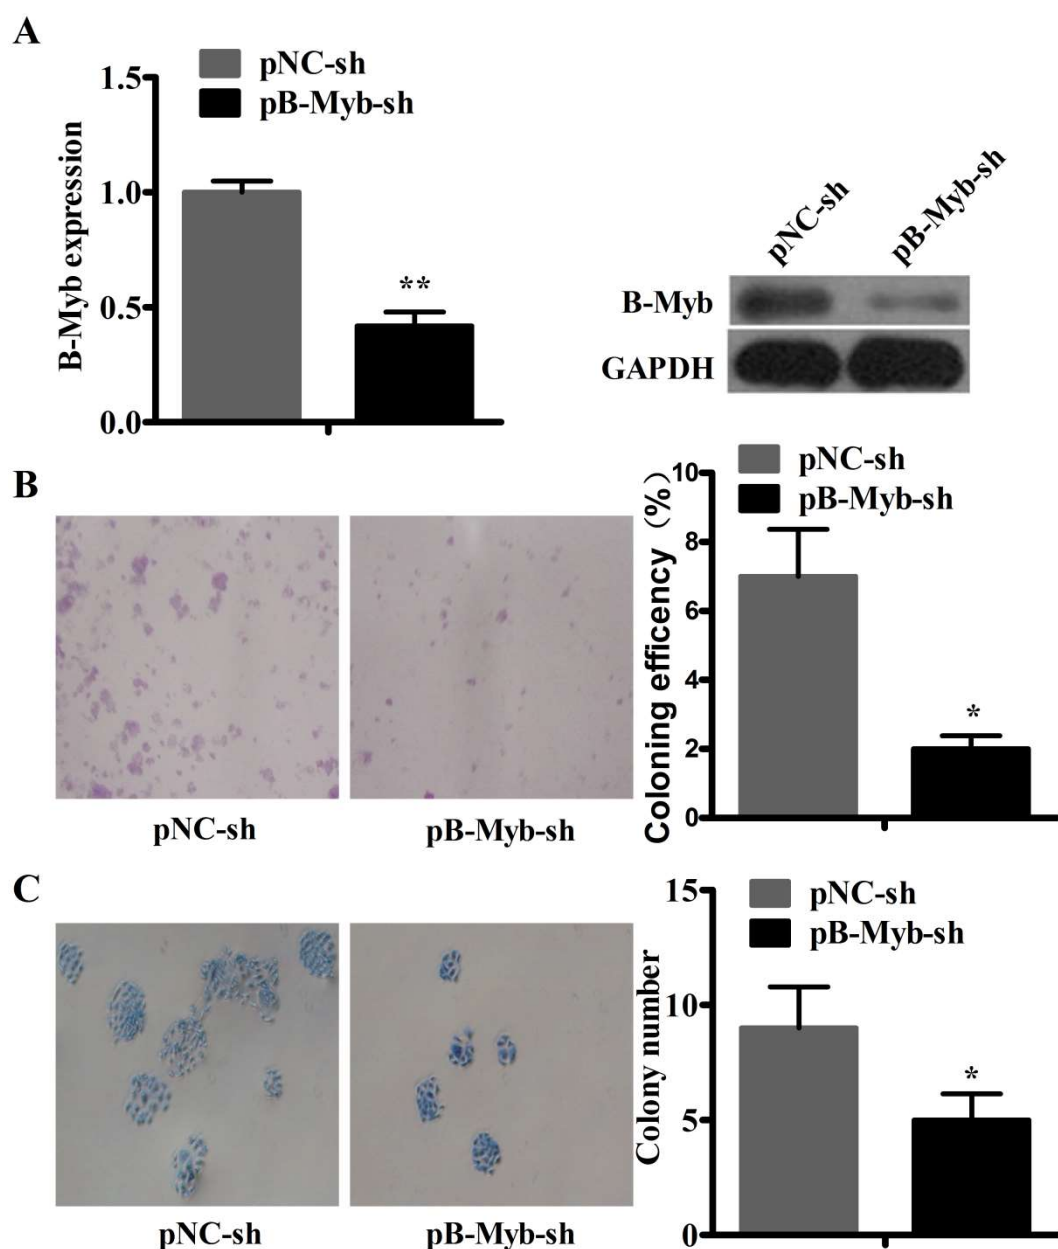 A
pNC-sh
pB-Myb-sh
B-Myb expression
1.5
1.0
0.5
0.0
**
pNC-sh
pB-Myb-sh
B-Myb
GAPDH
B
pNC-sh
pB-Myb-sh
pNC-sh
pB-Myb-sh
Coloning efficency (%)
10
8
6
4
2
0
*
C
pNC-sh
pB-Myb-sh
pNC-sh
pB-Myb-sh
Colony number
15
10
5
0
*